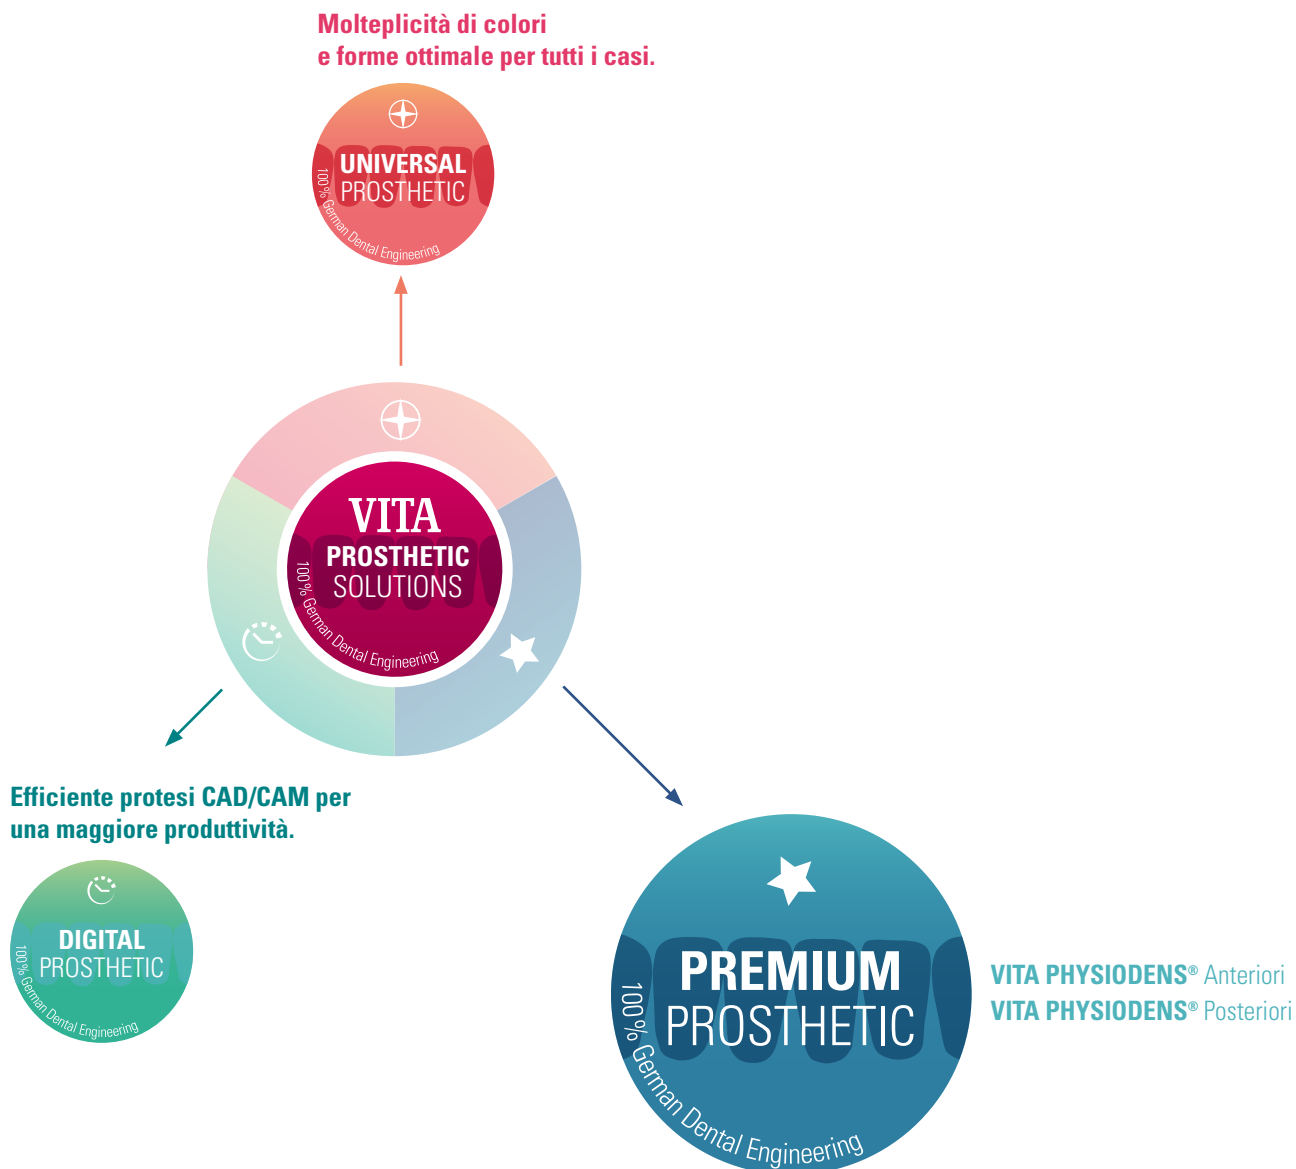 Molteplicità di colori
e forme ottimale per tutti i casi.
UNIVERSAL
PROSTHETIC
100% German Dental Engineering
VITA
PROSTHETIC
SOLUTIONS
100% German Dental Engineering
Efficiente protesi CAD/CAM per
una maggiore produttività.
DIGITAL
PROSTHETIC
100% German Dental Engineering
PREMIUM
PROSTHETIC
100% German Dental Engineering
VITA PHYSIODENS® Anteriori
VITA PHYSIODENS® Posteriori